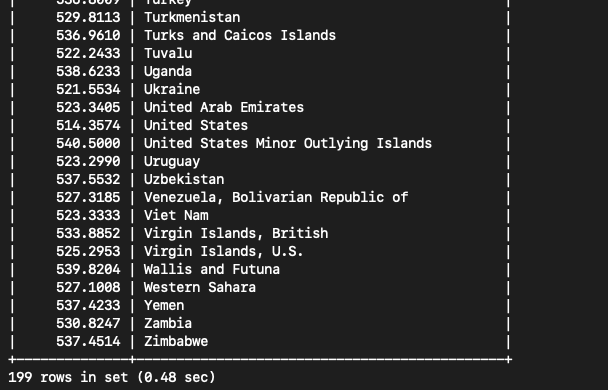 | 536.8009 | Turkey |
| 529.8113 | Turkmenistan |
| 536.9610 | Turks and Caicos Islands |
| 522.2433 | Tuvalu |
| 538.6233 | Uganda |
| 521.5534 | Ukraine |
| 523.3405 | United Arab Emirates |
| 514.3574 | United States |
| 540.5000 | United States Minor Outlying Islands |
| 523.2990 | Uruguay |
| 537.5532 | Uzbekistan |
| 527.3185 | Venezuela, Bolivarian Republic of |
| 523.3333 | Viet Nam |
| 533.8852 | Virgin Islands, British |
| 525.2953 | Virgin Islands, U.S. |
| 539.8204 | Wallis and Futuna |
| 527.1008 | Western Sahara |
| 537.4233 | Yemen |
| 530.8247 | Zambia |
| 537.4514 | Zimbabwe |
199 rows in set (0.48 sec)